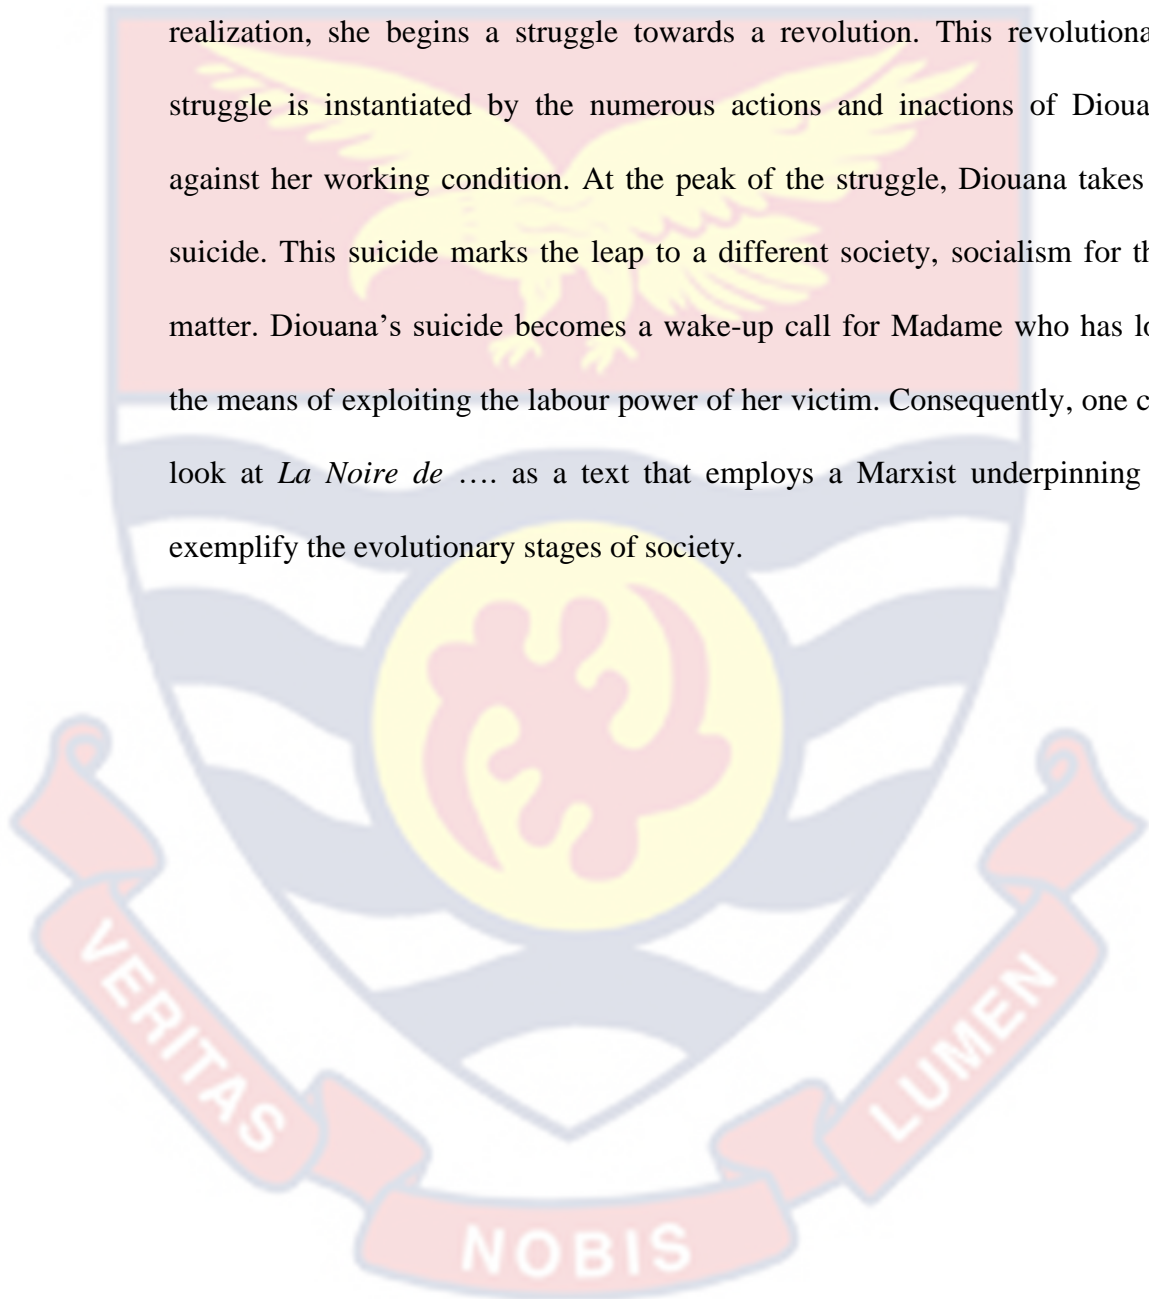 realization, she begins a struggle towards a revolution. This revolutiona
struggle is instantiated by the numerous actions and inactions of Dioua
against her working condition. At the peak of the struggle, Diouana takes
suicide. This suicide marks the leap to a different society, socialism for th
matter. Diouana’s suicide becomes a wake-up call for Madame who has lo
the means of exploiting the labour power of her victim. Consequently, one c
look at La Noire de …. as a text that employs a Marxist underpinning
exemplify the evolutionary stages of society.
VERITAS
NOBIS
LUMEN